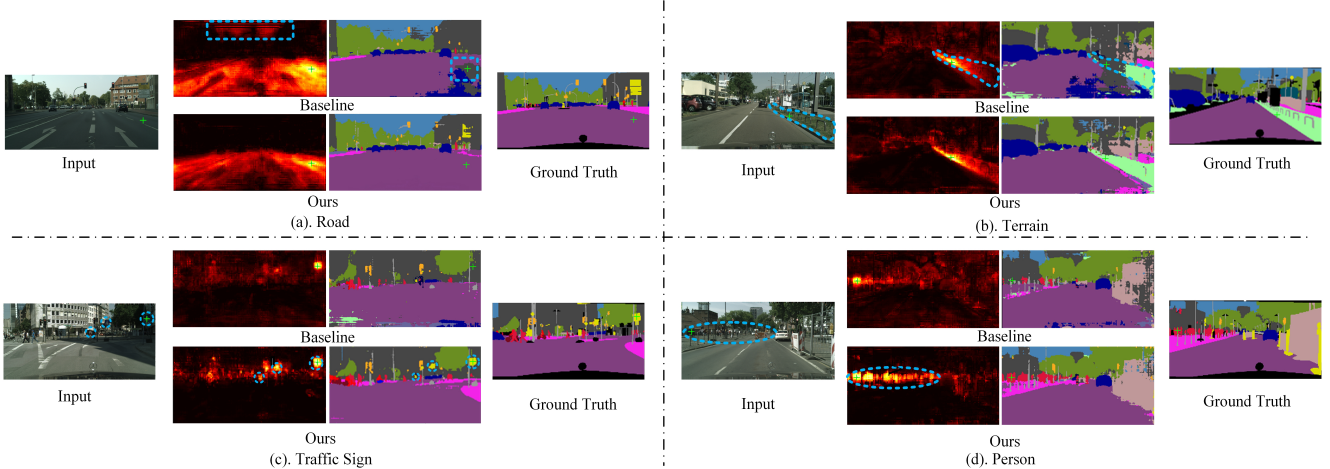 Baseline
Input
Ours
Ground Truth
(a). Road
Baseline
Input
Ours
Ground Truth
(b). Terrain
Baseline
Input
Ours
Ground Truth
(c). Traffic Sign
Baseline
Input
Ours
Ground Truth
(d). Person